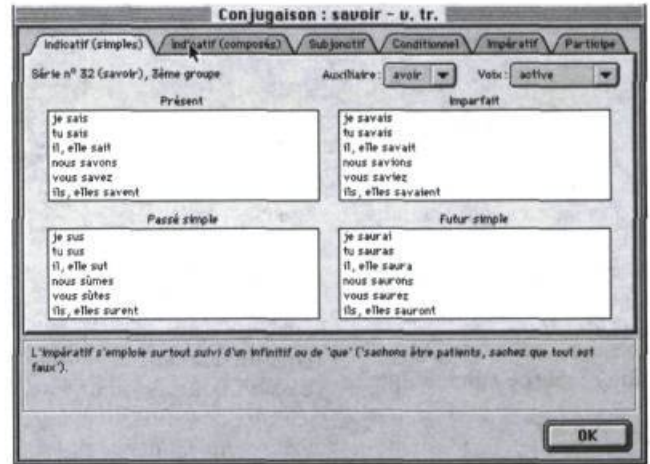 Conjugaison : savoir - v. tr.
Indicatif (simples) Indicatif (composés) Subjonctif Conditionnel Impératif Participe
Série n° 32 (savoir), 3ème groupe Auxiliaire : avoir Voix : active
Présent
je sais
tu sais
il, elle sait
nous savons
vous savez
ils, elles savent
Imparfait
je savais
tu savais
il, elle savait
nous savions
vous saviez
ils, elles savaient
Passé simple
je sus
tu sus
il, elle sut
nous sûmes
vous sûtes
ils, elles surent
Futur simple
je saurai
tu sauras
il, elle saura
nous saurons
vous saurez
ils, elles sauront
L'impératif s'emploie surtout suivi d'un infinitif ou de 'que' ('sachons être patients, sachez que tout est
faux').
OK